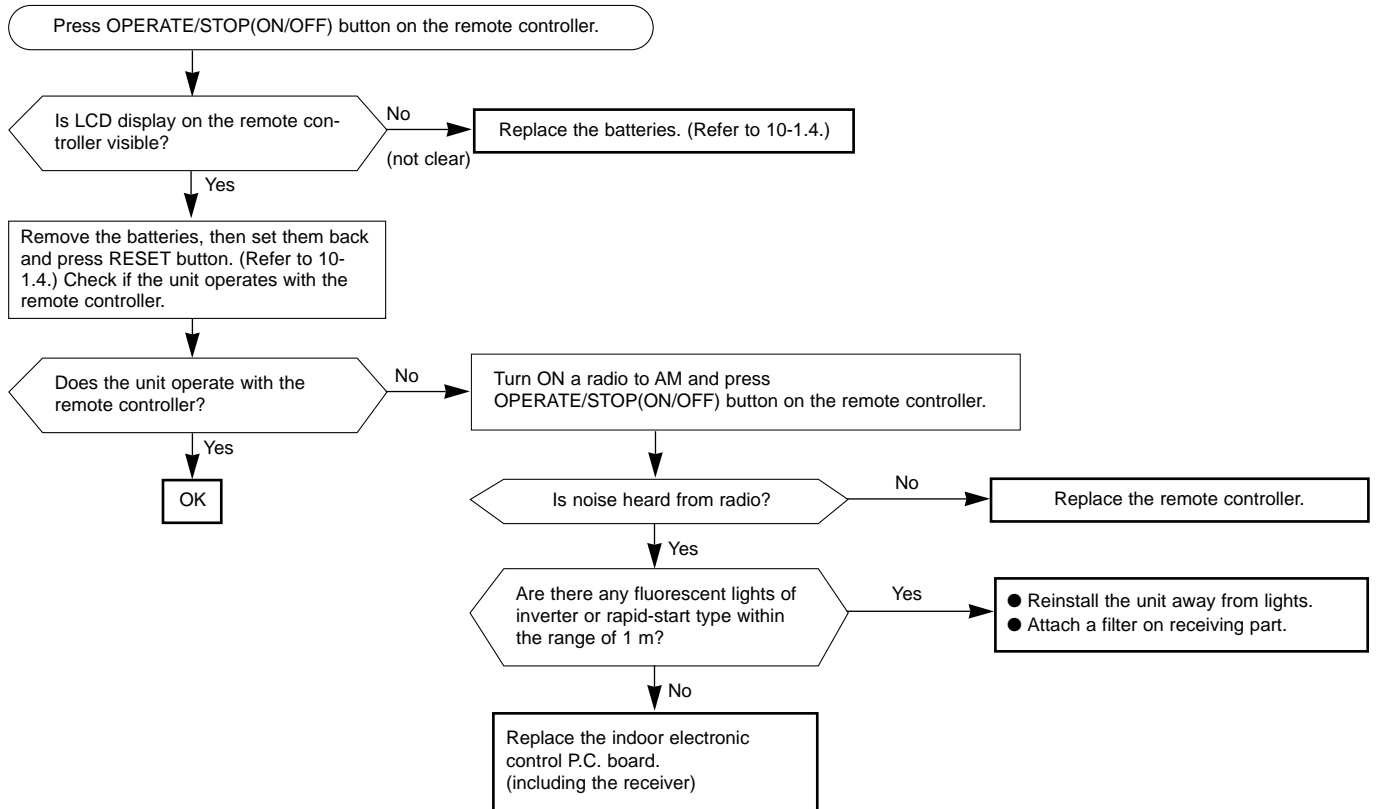 Press OPERATE/STOP(ON/OFF) button on the remote controller.
Is LCD display on the remote con-
troller visible?
No
(not clear)
Replace the batteries. (Refer to 10-1.4.)
Yes
Remove the batteries, then set them back
and press RESET button. (Refer to 10-
1.4.) Check if the unit operates with the
remote controller.
Does the unit operate with the
remote controller?
No
Turn ON a radio to AM and press
OPERATE/STOP(ON/OFF) button on the remote controller.
Yes
OK
Is noise heard from radio?
No
Replace the remote controller.
Yes
Are there any fluorescent lights of
inverter or rapid-start type within
the range of 1 m?
Yes
● Reinstall the unit away from lights.
● Attach a filter on receiving part.
No
Replace the indoor electronic
control P.C. board.
(including the receiver)